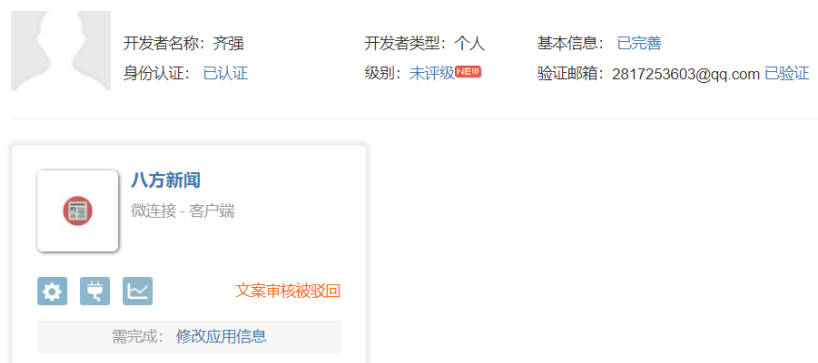 开发者名称：齐强 开发者类型：个人 基本信息：已完善
身份认证：已认证 级别：未评级NEW 验证邮箱：2817253603@qq.com 已验证
八方新闻
微连接 - 客户端
文案审核被驳回
需完成：修改应用信息